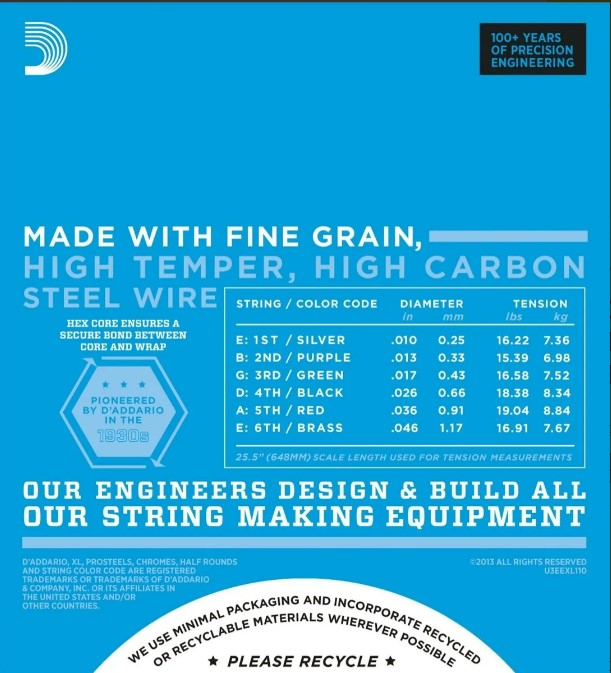 100+ YEARS
OF PRECISION
ENGINEERING
MADE WITH FINE GRAIN,
HIGH TEMPER, HIGH CARBON
STEEL WIRE
HEX CORE ENSURES A
SECURE BOND BETWEEN
CORE AND WRAP
PIONEERED
BY D'ADDARIO
IN THE
1930s
STRING / COLOR CODE DIAMETER TENSION
in mm lbs kg
E: 1ST / SILVER .010 0.25 16.22 7.36
B: 2ND / PURPLE .013 0.33 15.39 6.98
G: 3RD / GREEN .017 0.43 16.58 7.52
D: 4TH / BLACK .026 0.66 18.38 8.34
A: 5TH / RED .036 0.91 19.04 8.84
E: 6TH / BRASS .046 1.17 16.91 7.67
25.5" (648MM) SCALE LENGTH USED FOR TENSION MEASUREMENTS
OUR ENGINEERS DESIGN & BUILD ALL
OUR STRING MAKING EQUIPMENT
D'ADDARIO, XL, PROSTEELS, CHROMES, HALF ROUNDS
AND STRING COLOR CODE ARE REGISTERED
TRADEMARKS OR TRADEMARKS OF D'ADDARIO
& COMPANY, INC. OR ITS AFFILIATES IN
THE UNITED STATES AND/OR
OTHER COUNTRIES.
©2013 ALL RIGHTS RESERVED
U3EEXL110
WE USE MINIMAL PACKAGING AND INCORPORATE RECYCLED
OR RECYCLABLE MATERIALS WHEREVER POSSIBLE
★ PLEASE RECYCLE ★